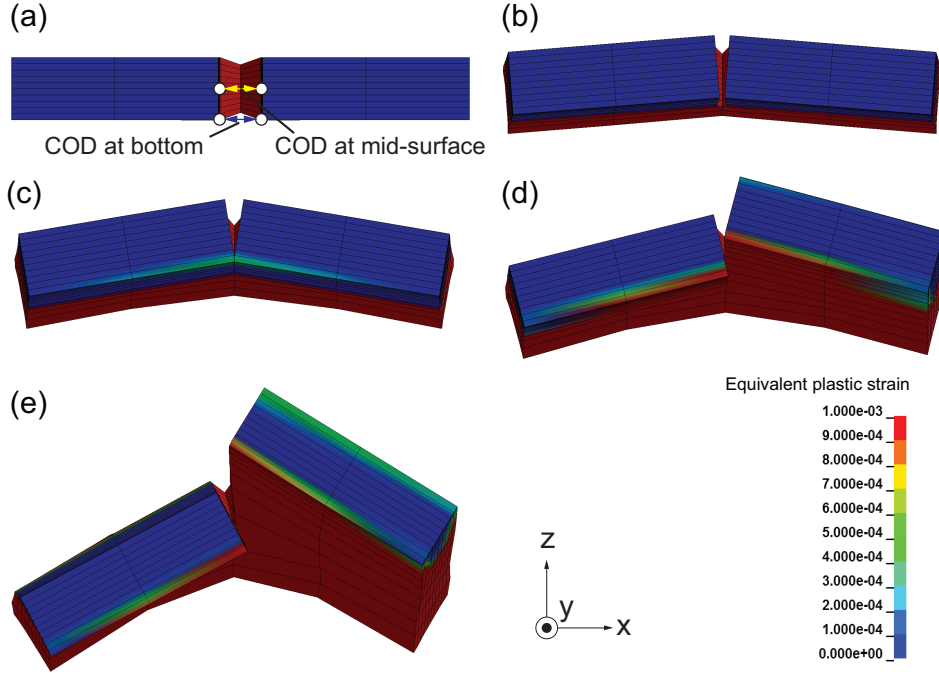 (a)
(b)
COD at bottom
COD at mid-surface
(c)
(d)
(e)
Equivalent plastic strain
1.000e-03
9.000e-04
8.000e-04
7.000e-04
6.000e-04
5.000e-04
4.000e-04
3.000e-04
2.000e-04
1.000e-04
0.000e+00
z
y
x